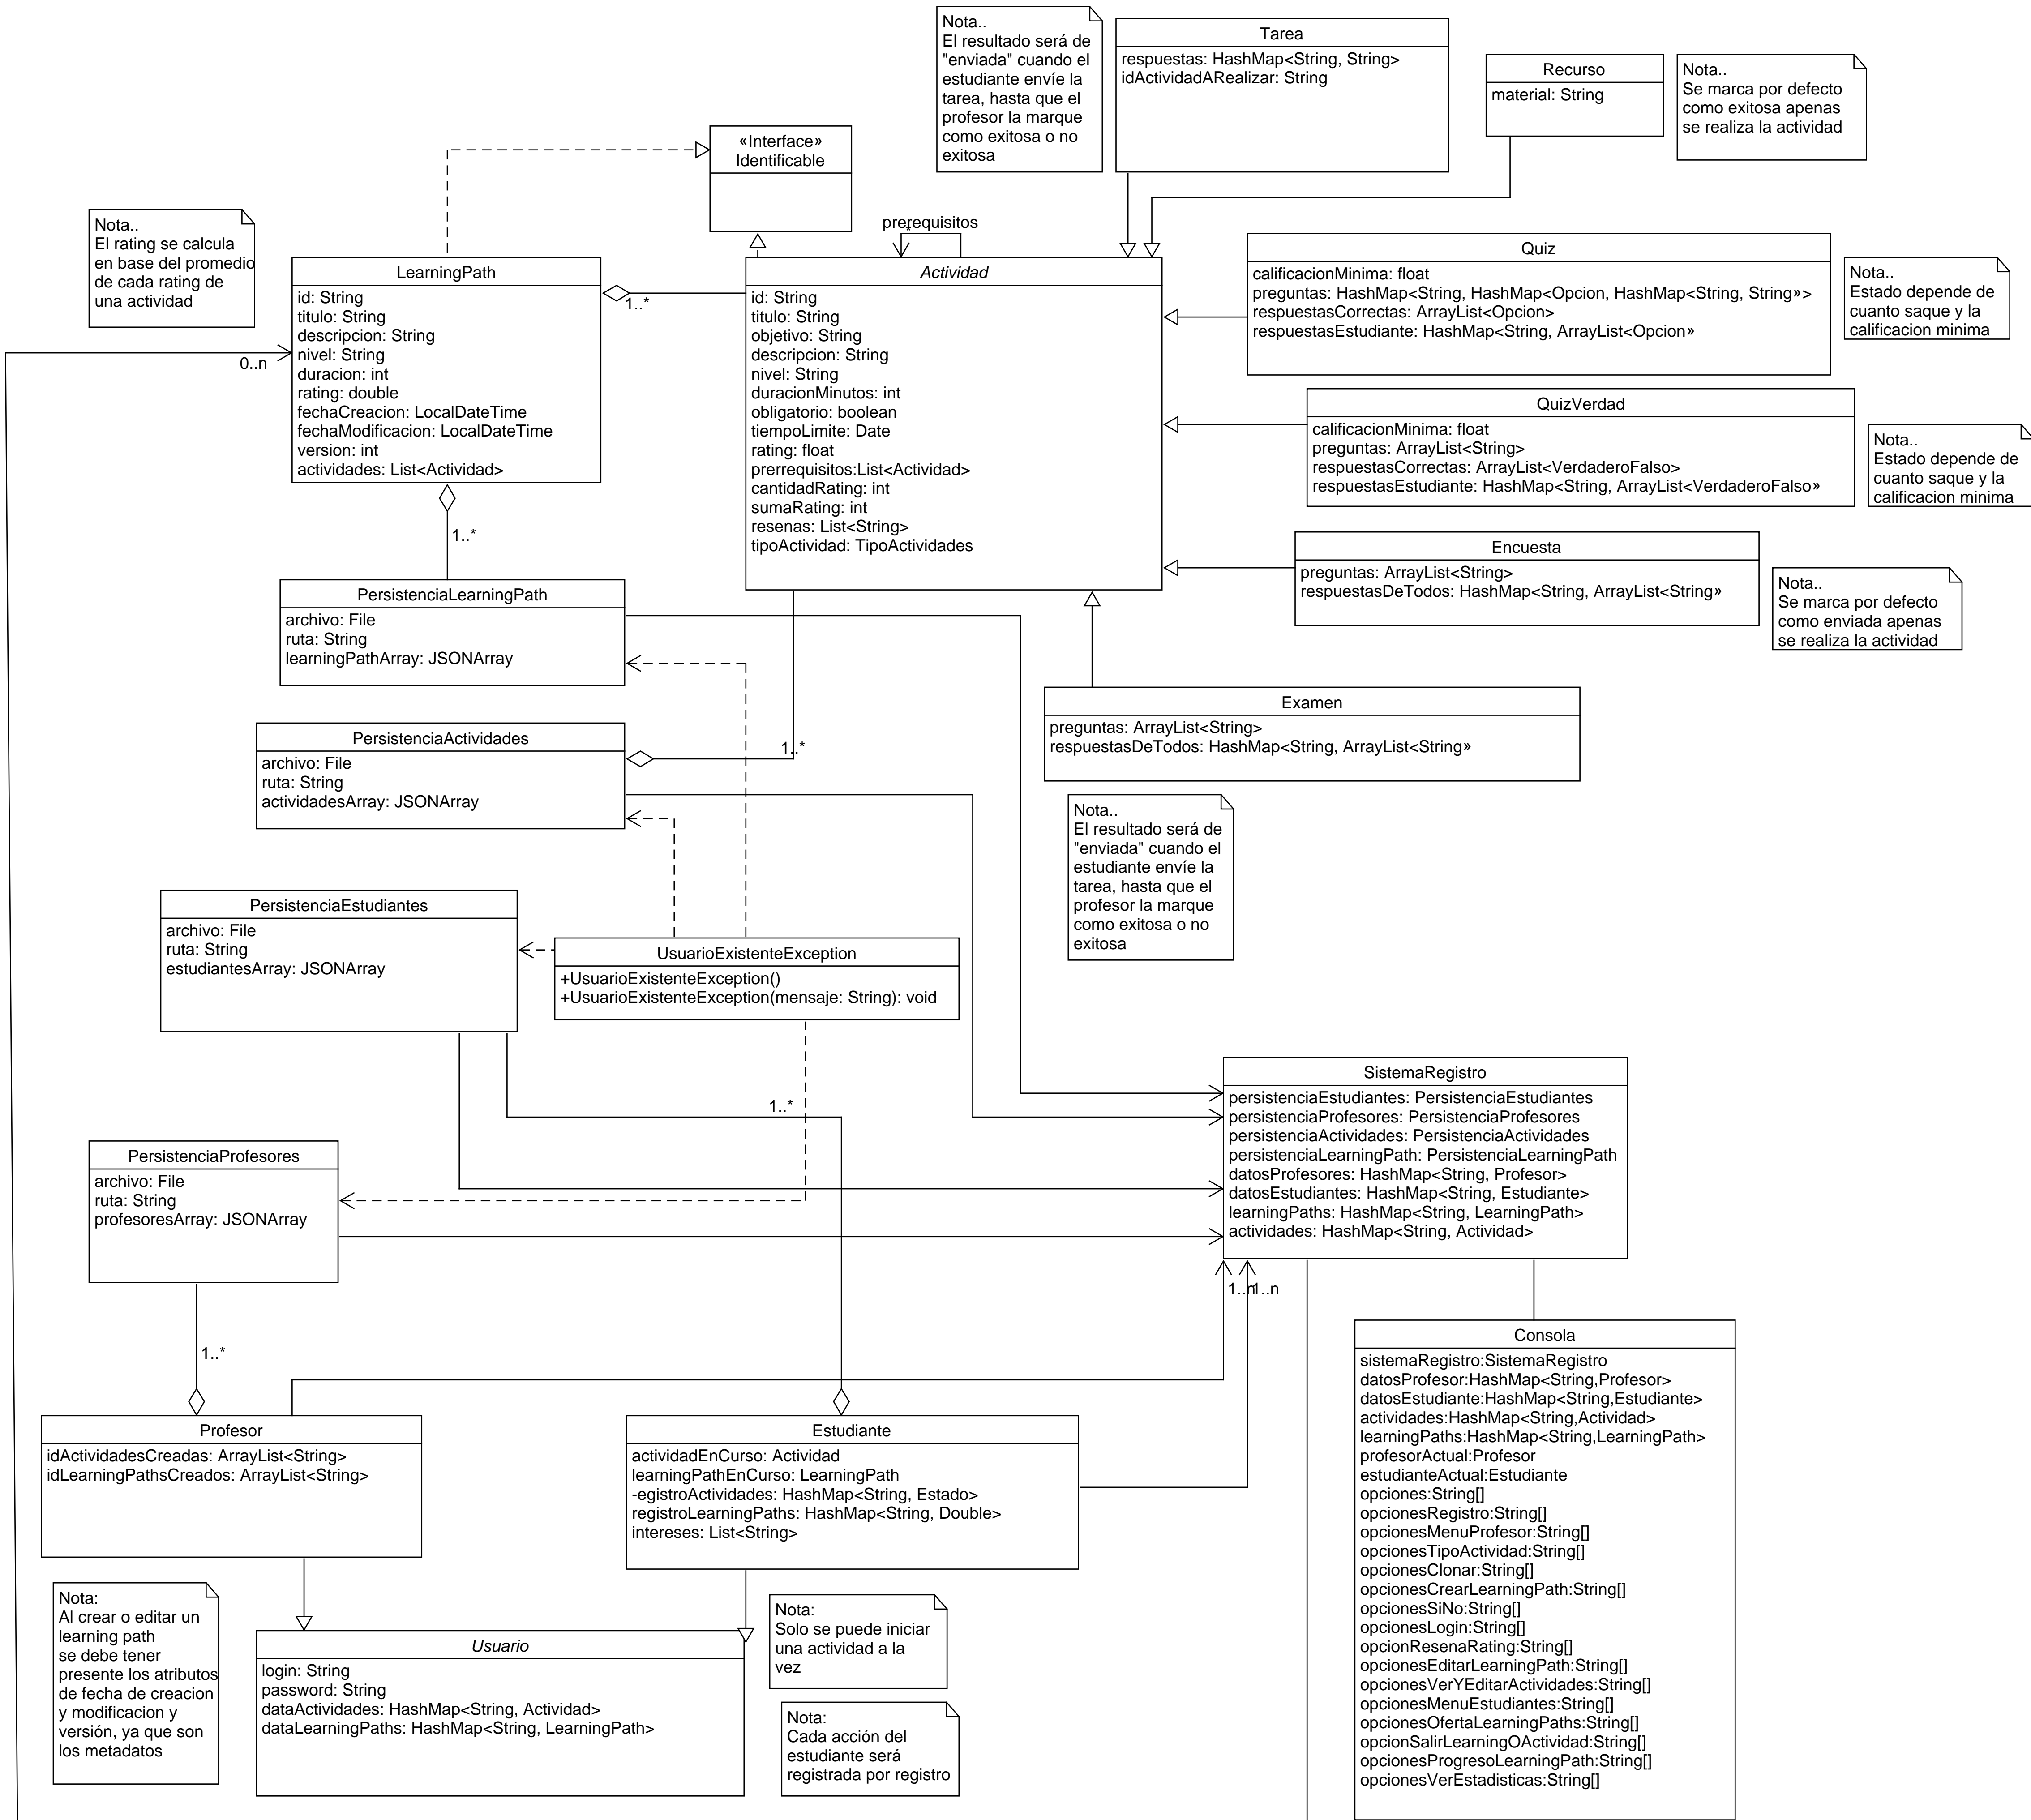 Nota..
El resultado será de
"enviada" cuando el
estudiante envíe la
tarea, hasta que el
profesor la marque
como exitosa o no
exitosa
Tarea
respuestas: HashMap<String, String>
idActividadARealizar: String
Recurso
material: String
Nota..
Se marca por defecto
como exitosa apenas
se realiza la actividad
«Interface»
Identificable
Nota..
El rating se calcula
en base del promedio
de cada rating de
una actividad
prerequisitos
*
LearningPath
id: String
titulo: String
descripcion: String
nivel: String
duracion: int
rating: double
fechaCreacion: LocalDateTime
fechaModificacion: LocalDateTime
version: int
actividades: List<Actividad>
1..*
0..n
1..*
Actividad
id: String
titulo: String
objetivo: String
descripcion: String
nivel: String
duracionMinutos: int
obligatorio: boolean
tiempoLimite: Date
rating: float
prerrequisitos:List<Actividad>
cantidadRating: int
sumaRating: int
resenas: List<String>
tipoActividad: TipoActividades
Quiz
calificacionMinima: float
preguntas: HashMap<String, HashMap<Opcion, HashMap<String, String»>
respuestasCorrectas: ArrayList<Opcion>
respuestasEstudiante: HashMap<String, ArrayList<Opcion»
Nota..
Estado depende de
cuanto saque y la
calificacion minima
QuizVerdad
calificacionMinima: float
preguntas: ArrayList<String>
respuestasCorrectas: ArrayList<VerdaderoFalso>
respuestasEstudiante: HashMap<String, ArrayList<VerdaderoFalso»
Nota..
Estado depende de
cuanto saque y la
calificacion minima
Encuesta
preguntas: ArrayList<String>
respuestasDeTodos: HashMap<String, ArrayList<String»
Nota..
Se marca por defecto
como enviada apenas
se realiza la actividad
PersistenciaLearningPath
archivo: File
ruta: String
learningPathArray: JSONArray
Examen
preguntas: ArrayList<String>
respuestasDeTodos: HashMap<String, ArrayList<String»
PersistenciaActividades
archivo: File
ruta: String
actividadesArray: JSONArray
1..*
Nota..
El resultado será de
"enviada" cuando el
estudiante envíe la
tarea, hasta que el
profesor la marque
como exitosa o no
exitosa
PersistenciaEstudiantes
archivo: File
ruta: String
estudiantesArray: JSONArray
UsuarioExistenteException
+UsuarioExistenteException()
+UsuarioExistenteException(mensaje: String): void
1..*
SistemaRegistro
persistenciaEstudiantes: PersistenciaEstudiantes
persistenciaProfesores: PersistenciaProfesores
persistenciaActividades: PersistenciaActividades
persistenciaLearningPath: PersistenciaLearningPath
datosProfesores: HashMap<String, Profesor>
datosEstudiantes: HashMap<String, Estudiante>
learningPaths: HashMap<String, LearningPath>
actividades: HashMap<String, Actividad>
1..n
1..n
PersistenciaProfesores
archivo: File
ruta: String
profesoresArray: JSONArray
1..*
Profesor
idActividadesCreadas: ArrayList<String>
idLearningPathsCreados: ArrayList<String>
Estudiante
actividadEnCurso: Actividad
learningPathEnCurso: LearningPath
-egistroActividades: HashMap<String, Estado>
registroLearningPaths: HashMap<String, Double>
intereses: List<String>
Consola
sistemaRegistro:SistemaRegistro
datosProfesor:HashMap<String,Profesor>
datosEstudiante:HashMap<String,Estudiante>
actividades:HashMap<String,Actividad>
learningPaths:HashMap<String,LearningPath>
profesorActual:Profesor
estudianteActual:Estudiante
opciones:String[]
opcionesRegistro:String[]
opcionesMenuProfesor:String[]
opcionesTipoActividad:String[]
opcionesClonar:String[]
opcionesCrearLearningPath:String[]
opcionesSiNo:String[]
opcionesLogin:String[]
opcionResenaRating:String[]
opcionesEditarLearningPath:String[]
opcionesVerYEditarActividades:String[]
opcionesMenuEstudiantes:String[]
opcionesOfertaLearningPaths:String[]
opcionSalirLearningOActividad:String[]
opcionesProgresoLearningPath:String[]
opcionesVerEstadisticas:String[]
Nota:
Al crear o editar un
learning path
se debe tener
presente los atributos
de fecha de creacion
y modificacion y
versión, ya que son
los metadatos
Usuario
login: String
password: String
dataActividades: HashMap<String, Actividad>
dataLearningPaths: HashMap<String, LearningPath>
Nota:
Solo se puede iniciar
una actividad a la
vez
Nota:
Cada acción del
estudiante será
registrada por registro